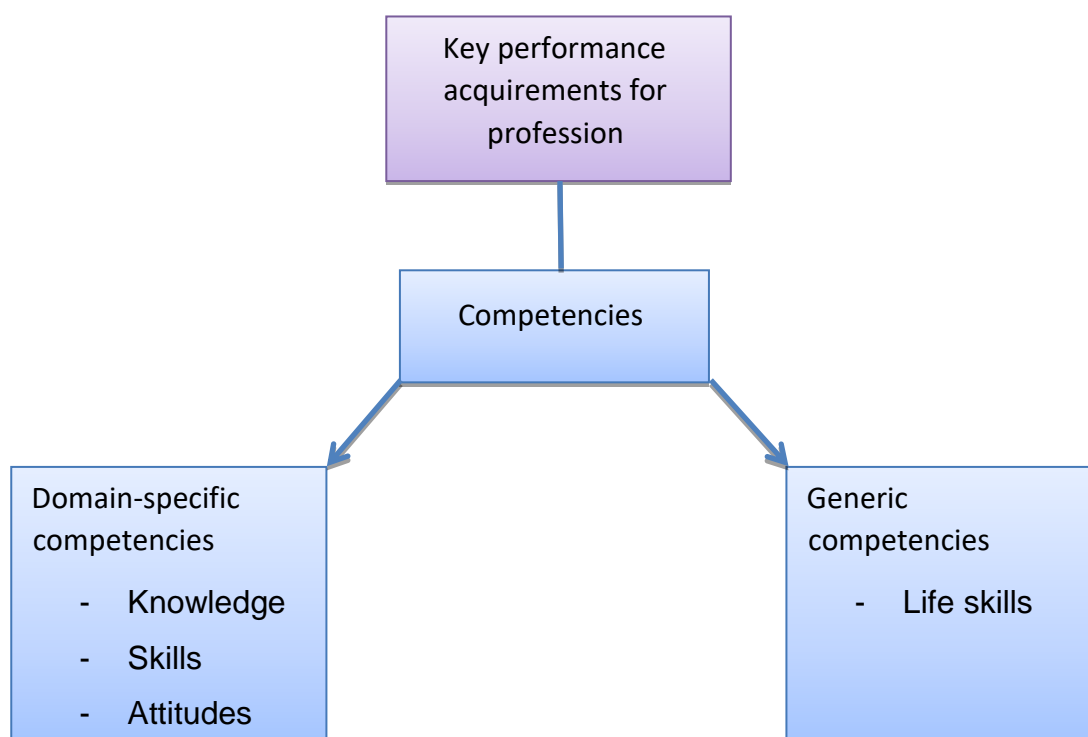 Key performance
acquirements for
profession
Competencies
Domain-specific
competencies
- Knowledge
- Skills
- Attitudes
Generic
competencies
- Life skills